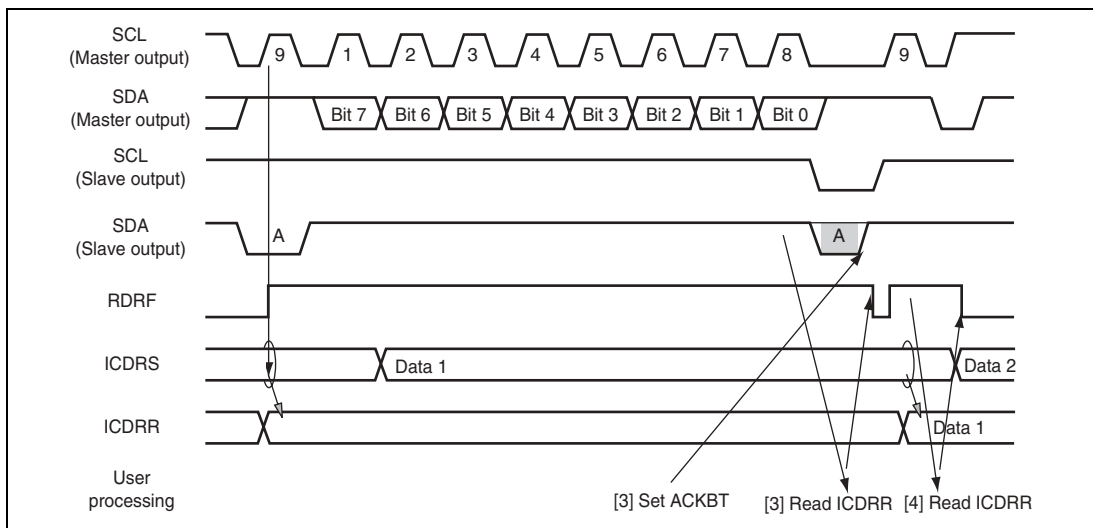 SCL
(Master output)
9 1 2 3 4 5 6 7 8 9
SDA
(Master output)
Bit 7 Bit 6 Bit 5 Bit 4 Bit 3 Bit 2 Bit 1 Bit 0
SCL
(Slave output)
SDA
(Slave output)
A A
RDRF
ICDRS
Data 1 Data 2
ICDRR
Data 1
User
processing
[3] Set ACKBT [3] Read ICDRR [4] Read ICDRR